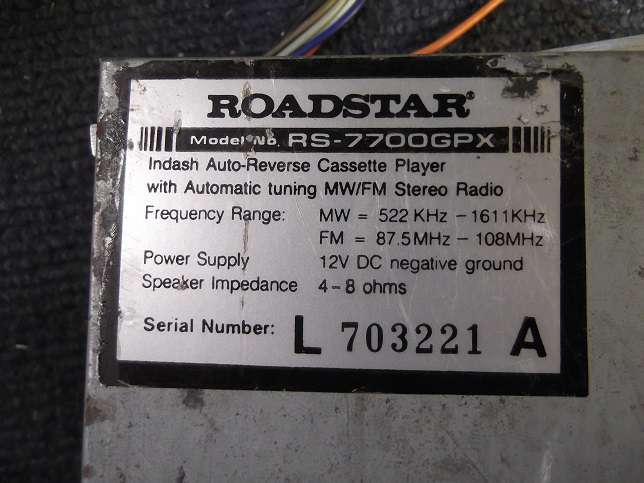 ROADSTAR®
Model No. RS-7700GPX
Indash Auto-Reverse Cassette Player
with Automatic tuning MW/FM Stereo Radio
Frequency Range: MW = 522 KHz - 1611KHz
FM = 87.5MHz - 108MHz
Power Supply 12V DC negative ground
Speaker Impedance 4-8 ohms
Serial Number: L 703221 A